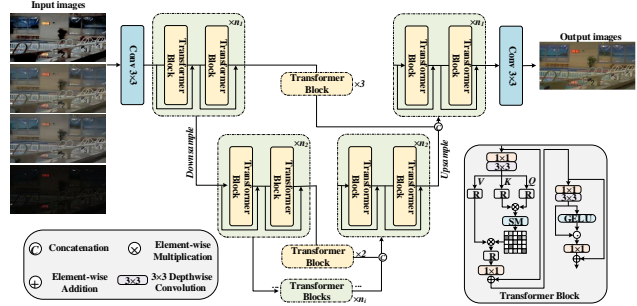 Input images
Conv 3×3
Transformer
Block
Transformer
Block
×n₁
Transformer
Block
×3
Transformer
Block
Transformer
Block
×n₁
Conv 3×3
Output images
Downsample
Transformer
Block
Transformer
Block
×n₂
Transformer
Block
Transformer
Block
×n₂
Upsample
Transformer
Block
×2
Transformer
Blocks
×nᵢ
C
C
C Concatenation
× Element-wise
Multiplication
+ Element-wise
Addition
3×3 3×3 Depthwise
Convolution
1×1
3×3
V K Q
R R R
SM
R
1×1
1×1
3×3
GELU
1×1
Transformer Block